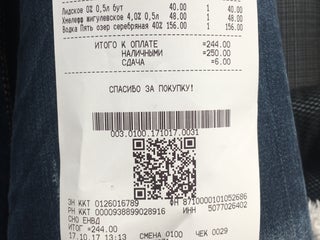 Лидское 0% 0,5л бут 40.00 1 40.00
Хмелефф жигулевское 4,0% 0,5л 48.00 1 48.00
Водка Пять озер серебряная 40% 156.00 1 156.00
ИТОГО К ОПЛАТЕ =244.00
НАЛИЧНЫМИ =250.00
СДАЧА =6.00
СПАСИБО ЗА ПОКУПКУ!
003.0100.171017.0031
ЗН ККТ 0126016789 ФН 8710000101052686
РН ККТ 0000938899028916 ИНН 5077026402
СНО ЕНВД
ИТОГ =244.00
17.10.17 13:13 СМЕНА 0100 ЧЕК 0029